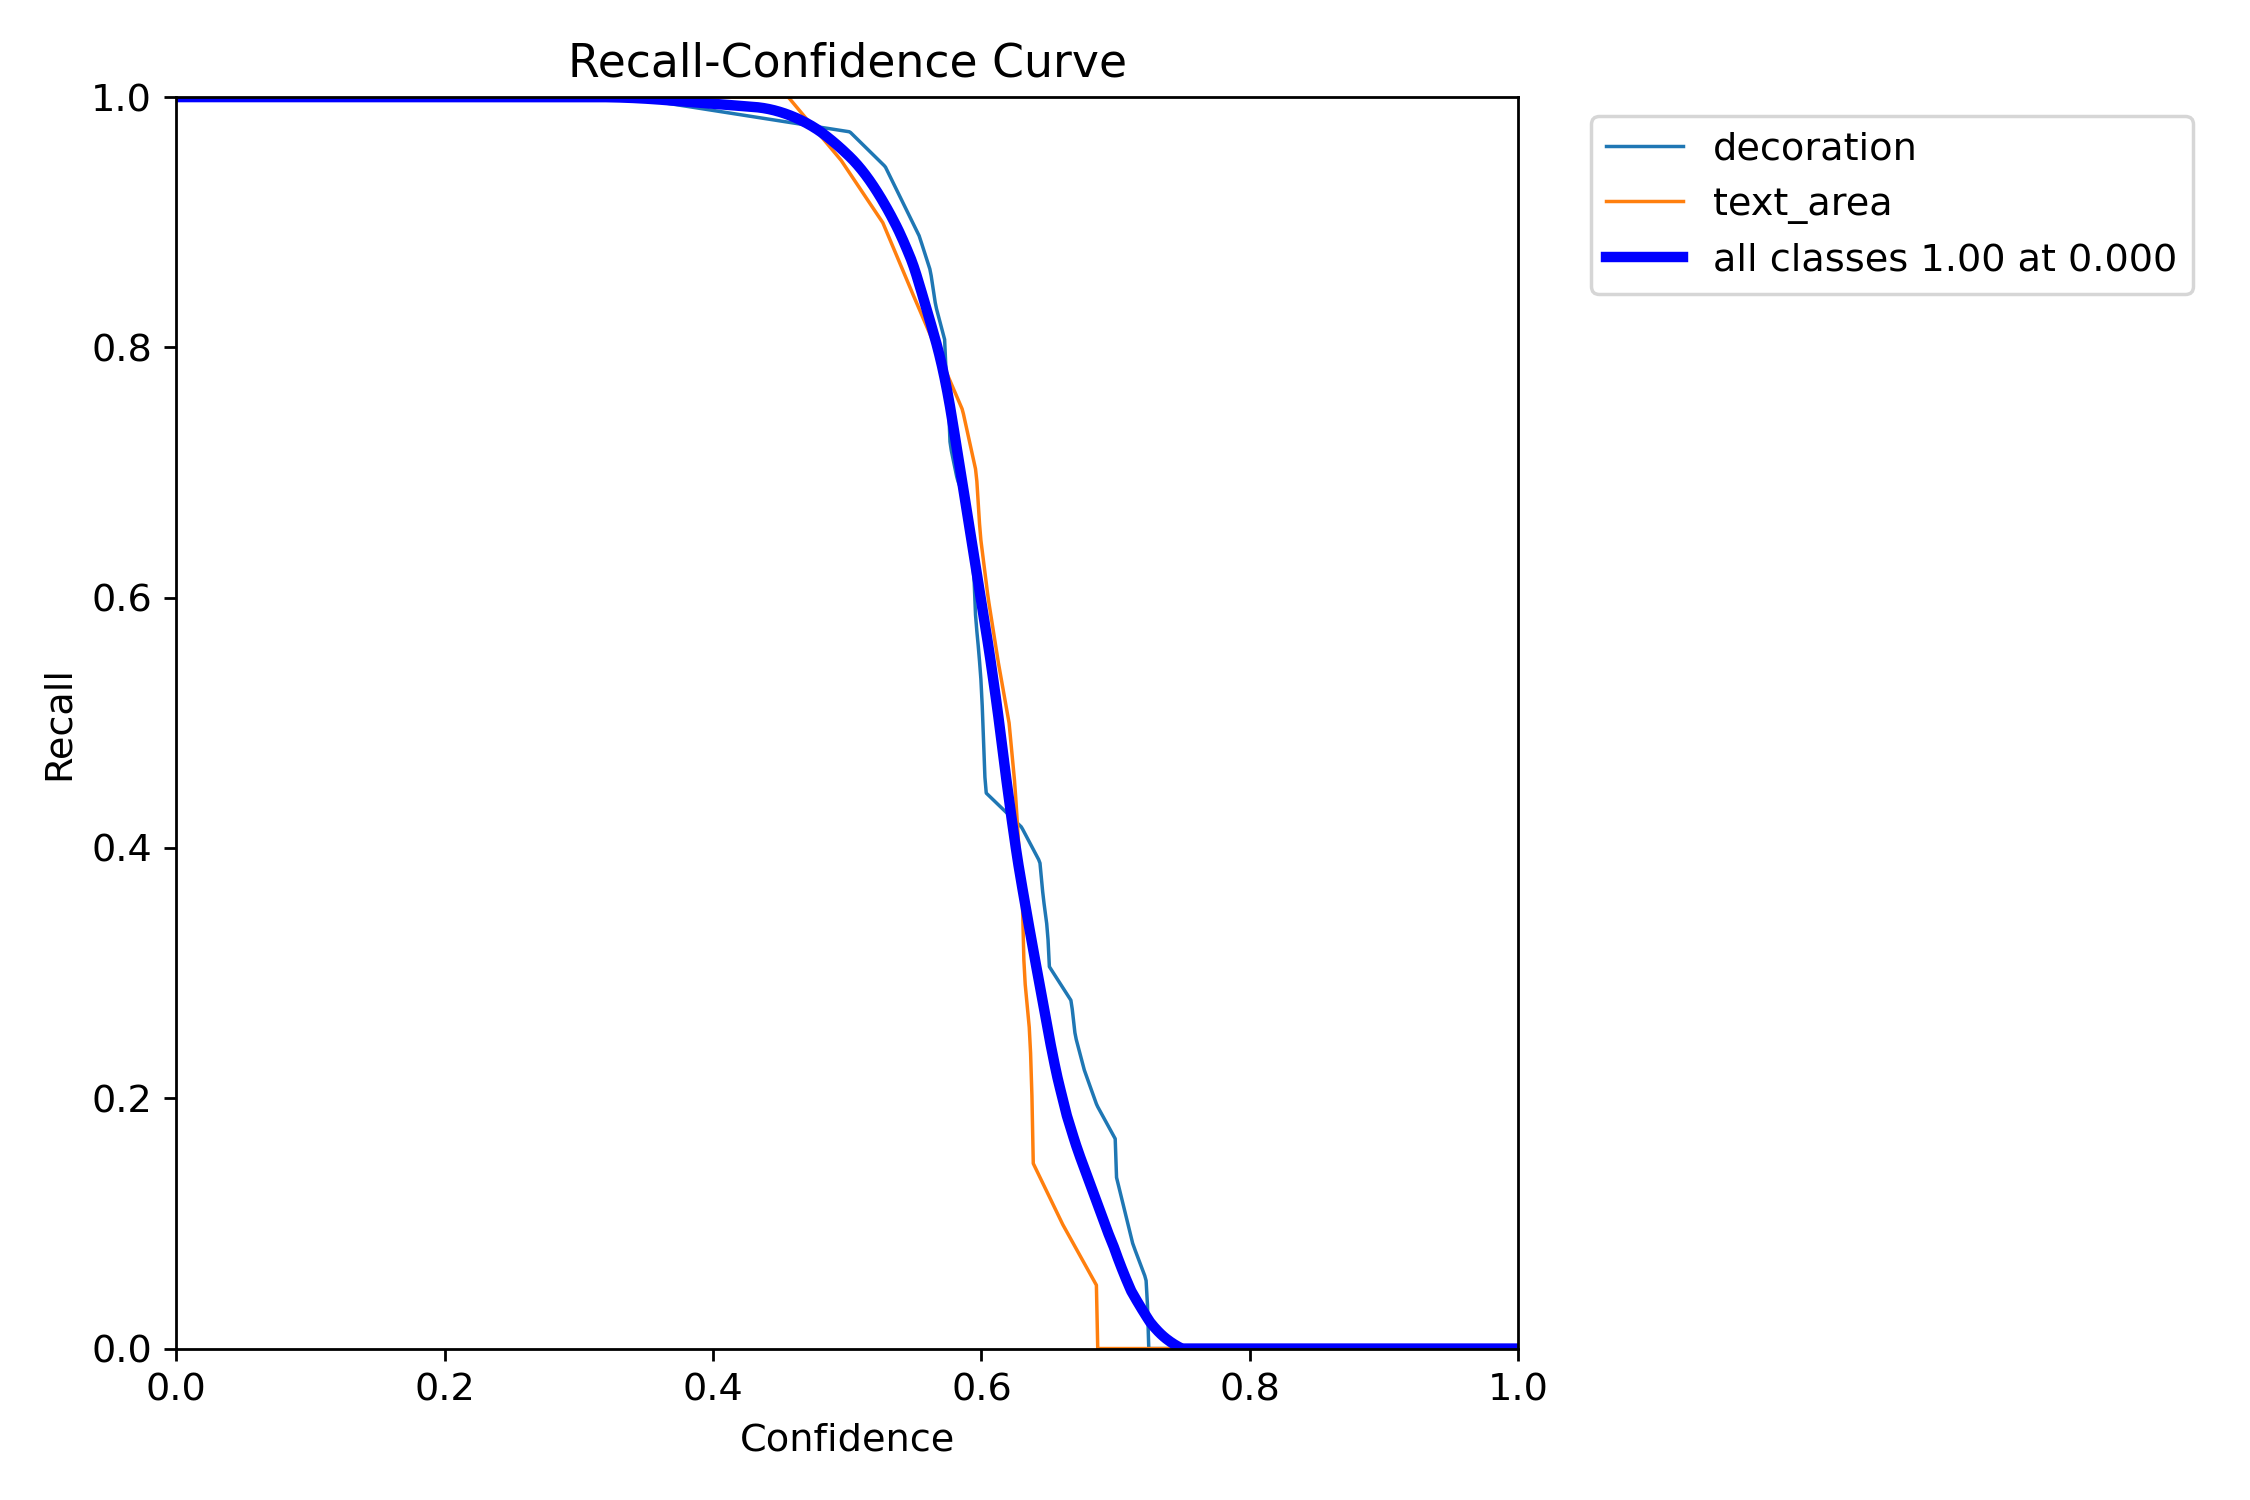 Recall-Confidence Curve
1.0
0.8
0.6
0.4
0.2
0.0
Recall
0.0 0.2 0.4 0.6 0.8 1.0
Confidence
decoration
text_area
all classes 1.00 at 0.000